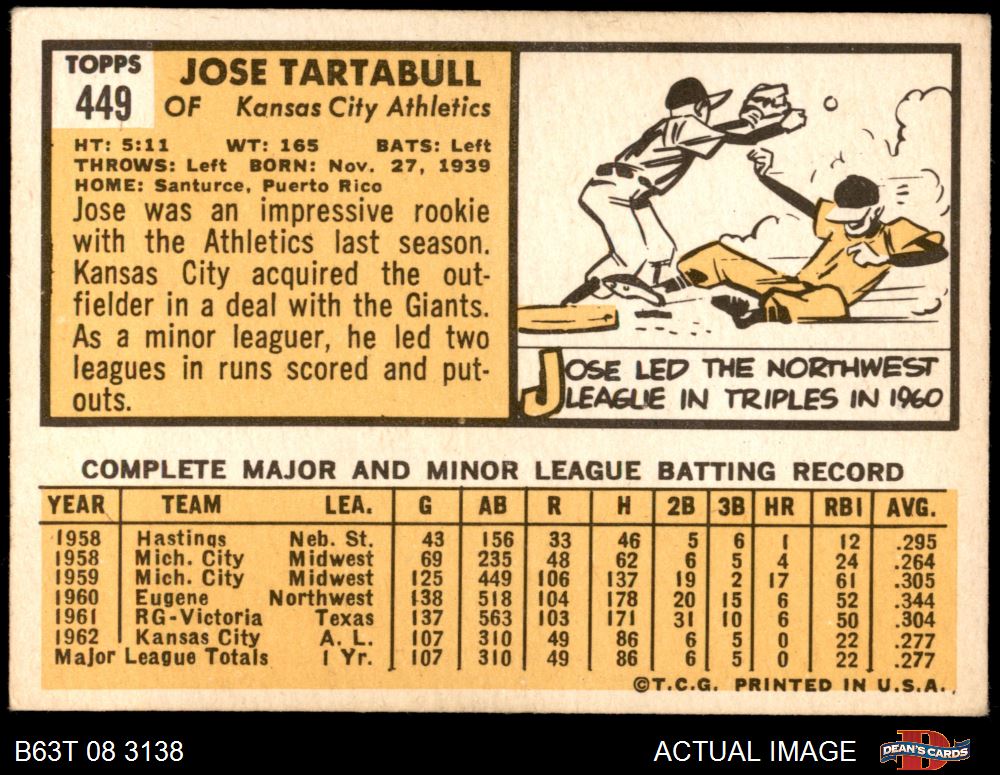 TOPPS
449
JOSE TARTABULL
OF Kansas City Athletics
HT: 5:11 WT: 165 BATS: Left
THROWS: Left BORN: Nov. 27, 1939
HOME: Santurce, Puerto Rico
Jose was an impressive rookie
with the Athletics last season.
Kansas City acquired the out-
fielder in a deal with the Giants.
As a minor leaguer, he led two
leagues in runs scored and put-
outs.
JOSE LED THE NORTHWEST
LEAGUE IN TRIPLES IN 1960
COMPLETE MAJOR AND MINOR LEAGUE BATTING RECORD
YEAR TEAM LEA. G AB R H 2B 3B HR RBI AVG.
1958 Hastings Neb. St. 43 156 33 46 5 6 1 12 .295
1958 Mich. City Midwest 69 235 48 62 6 5 4 24 .264
1959 Mich. City Midwest 125 449 106 137 19 2 17 61 .305
1960 Eugene Northwest 138 518 104 178 20 15 6 52 .344
1961 RG-Victoria Texas 137 563 103 171 31 10 6 50 .304
1962 Kansas City A. L. 107 310 49 86 6 5 0 22 .277
Major League Totals 1 Yr. 107 310 49 86 6 5 0 22 .277
©T.C.G. PRINTED IN U.S.A.
B63T 08 3138
ACTUAL IMAGE
D
DEAN'S CARDS